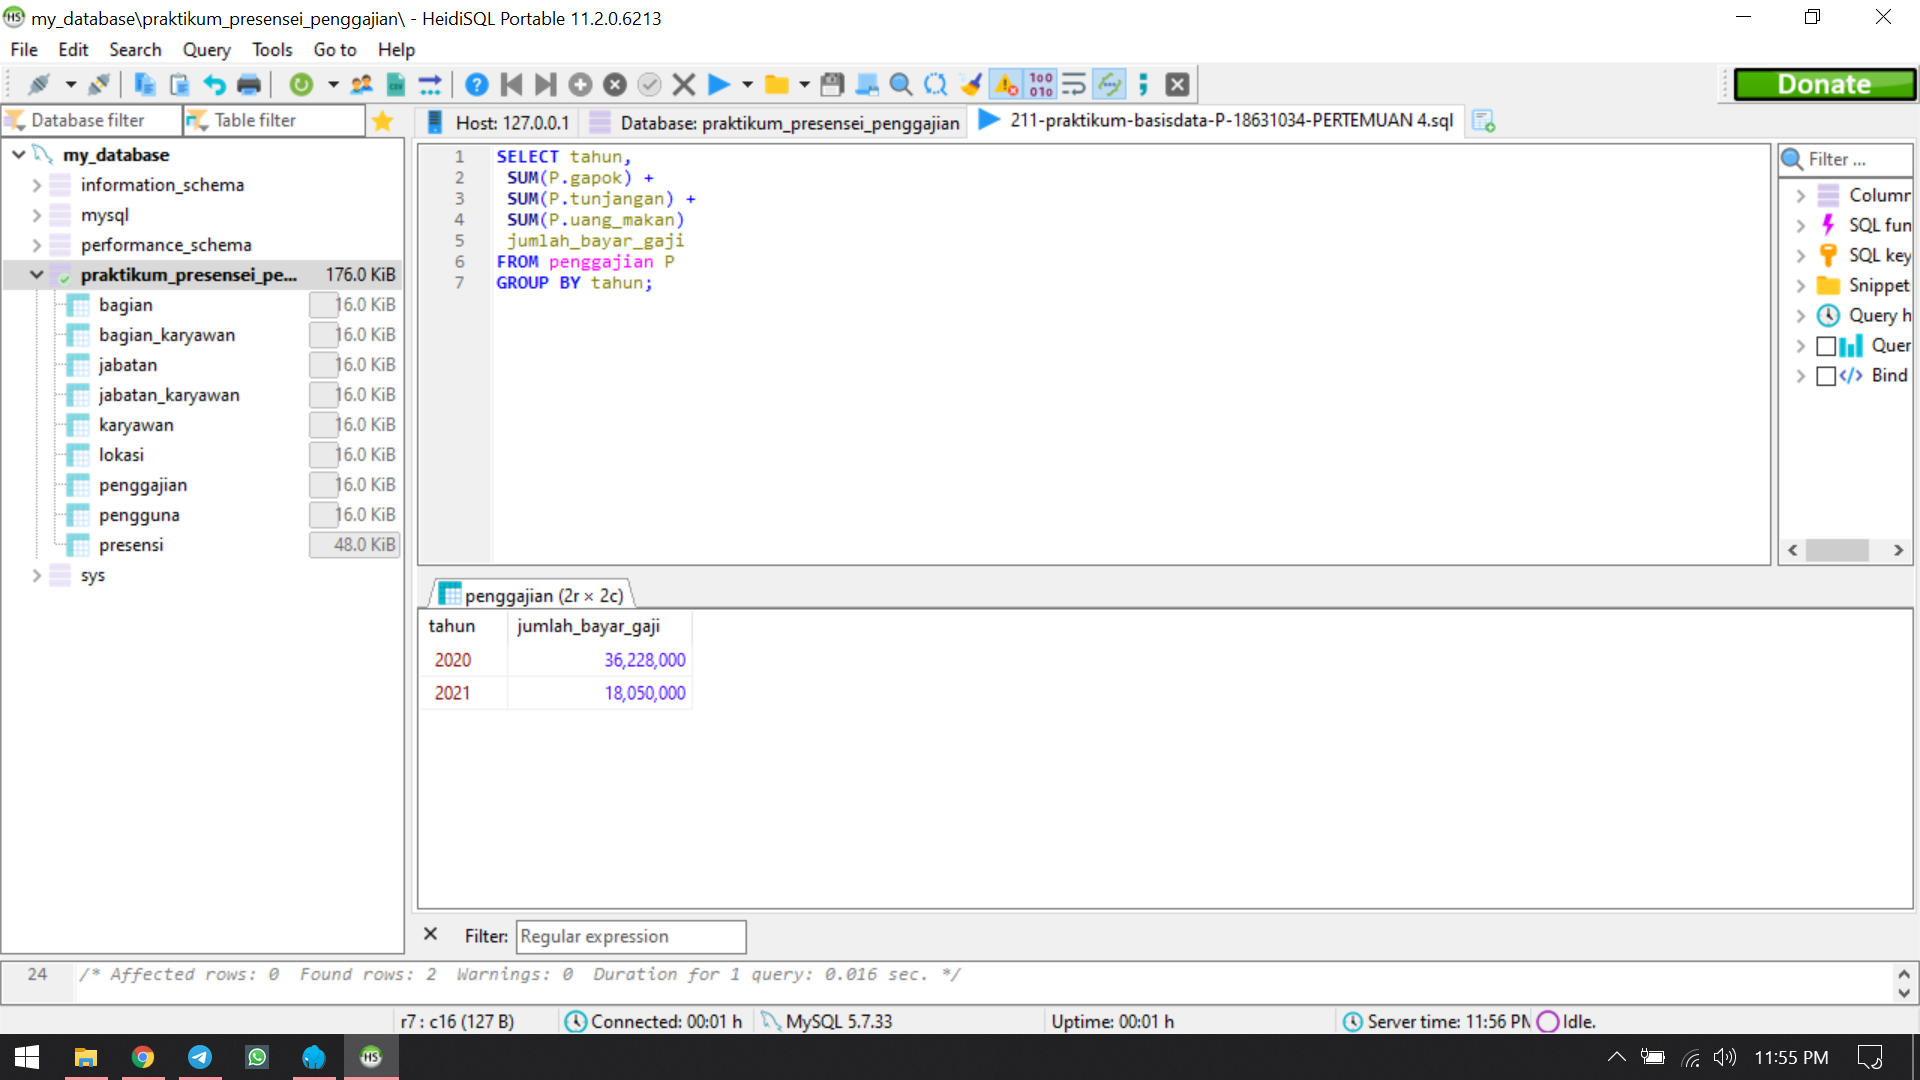 my_database\praktikum_presensei_penggajian\ - HeidiSQL Portable 11.2.0.6213
File Edit Search Query Tools Go to Help
Donate
Database filter Table filter
Host: 127.0.0.1 Database: praktikum_presensei_penggajian 211-praktikum-basisdata-P-18631034-PERTEMUAN 4.sql
my_database
information_schema
mysql
performance_schema
praktikum_presensei_pe... 176.0 KiB
bagian 16.0 KiB
bagian_karyawan 16.0 KiB
jabatan 16.0 KiB
jabatan_karyawan 16.0 KiB
karyawan 16.0 KiB
lokasi 16.0 KiB
penggajian 16.0 KiB
pengguna 16.0 KiB
presensi 48.0 KiB
sys
1 SELECT tahun,
2 SUM(P.gapok) +
3 SUM(P.tunjangan) +
4 SUM(P.uang_makan)
5 jumlah_bayar_gaji
6 FROM penggajian P
7 GROUP BY tahun;
Filter ...
Columr
SQL fun
SQL key
Snippet
Query h
Quer
Bind
penggajian (2r × 2c)
tahun jumlah_bayar_gaji
2020 36,228,000
2021 18,050,000
Filter: Regular expression
24 /* Affected rows: 0 Found rows: 2 Warnings: 0 Duration for 1 query: 0.016 sec. */
r7 : c16 (127 B) Connected: 00:01 h MySQL 5.7.33 Uptime: 00:01 h Server time: 11:56 PM Idle.
11:55 PM